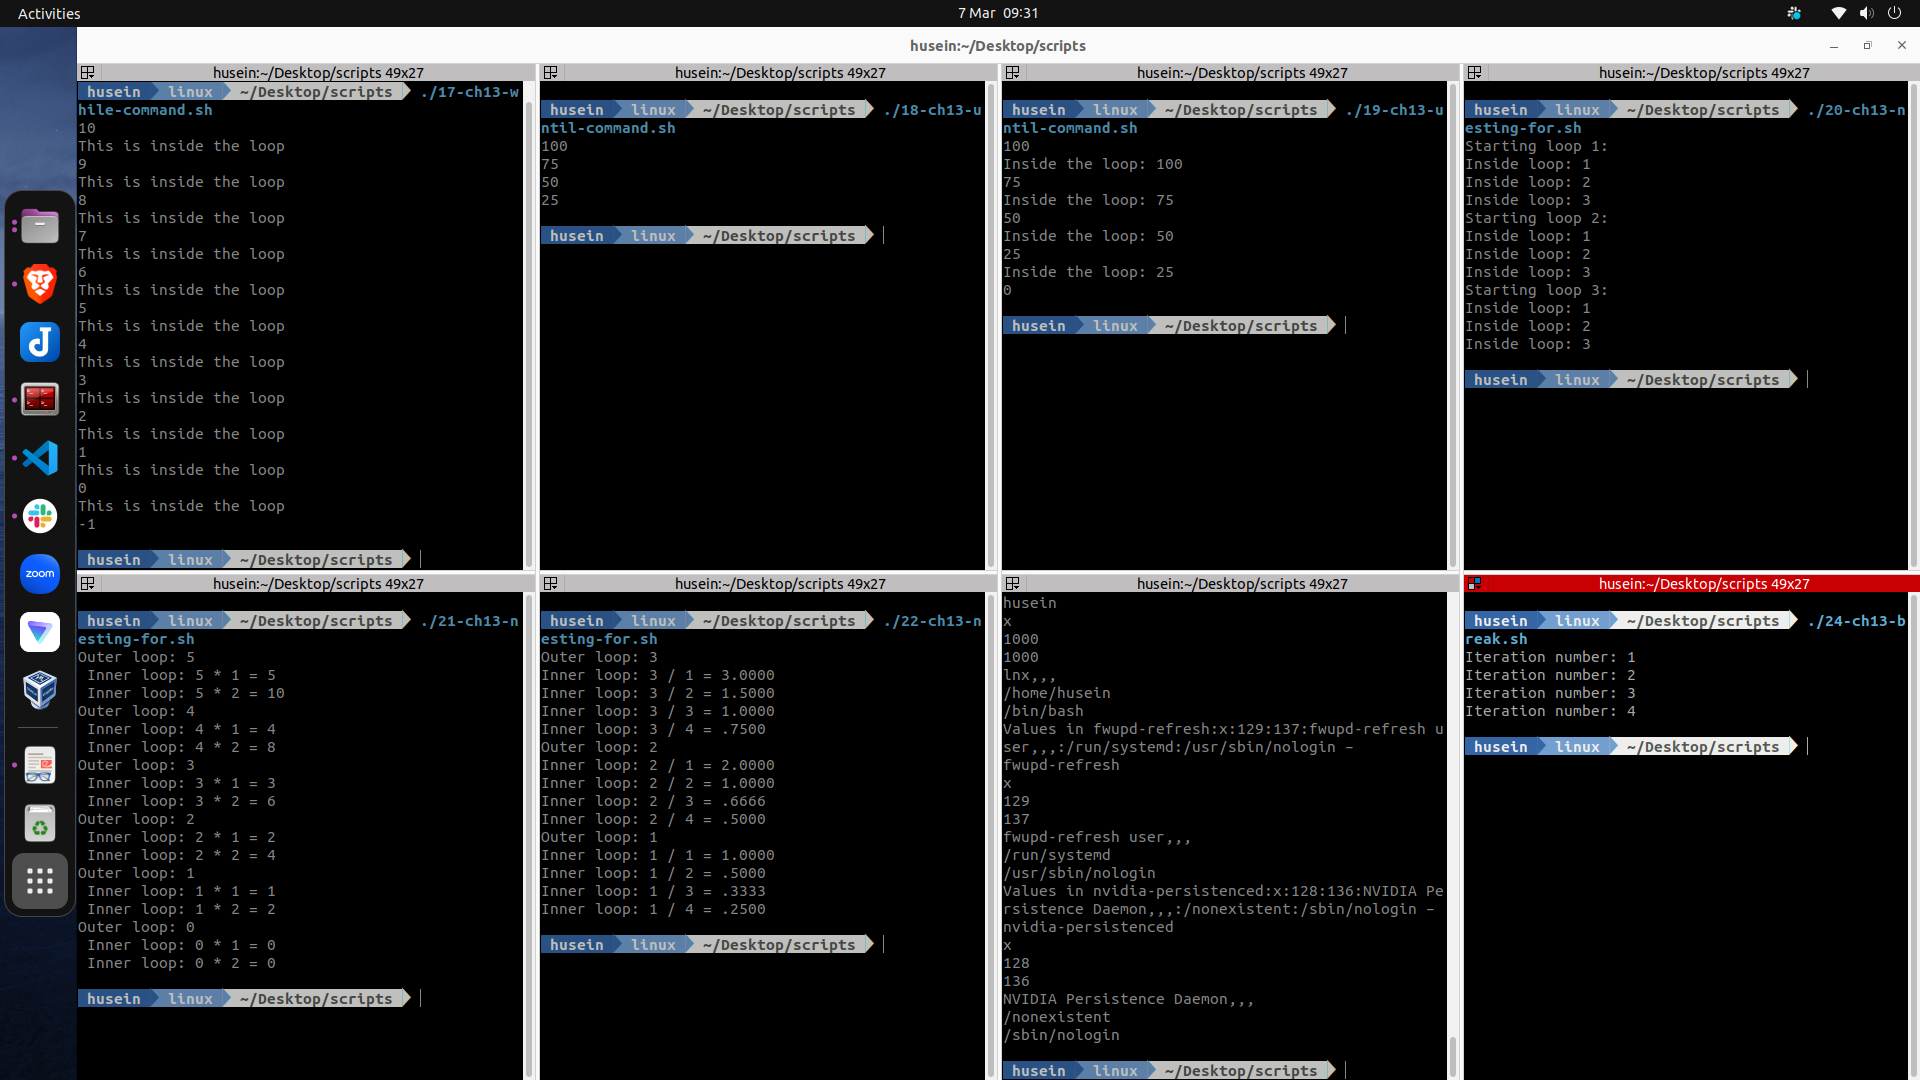 Activities
7 Mar 09:31
husein:~/Desktop/scripts
husein:~/Desktop/scripts 49x27
husein linux ~/Desktop/scripts ./17-ch13-w
hile-command.sh
10
This is inside the loop
9
This is inside the loop
8
This is inside the loop
7
This is inside the loop
6
This is inside the loop
5
This is inside the loop
4
This is inside the loop
3
This is inside the loop
2
This is inside the loop
1
This is inside the loop
0
This is inside the loop
-1
husein linux ~/Desktop/scripts
husein:~/Desktop/scripts 49x27
husein linux ~/Desktop/scripts ./18-ch13-u
ntil-command.sh
100
75
50
25
husein linux ~/Desktop/scripts
husein:~/Desktop/scripts 49x27
husein linux ~/Desktop/scripts ./19-ch13-u
ntil-command.sh
100
Inside the loop: 100
75
Inside the loop: 75
50
Inside the loop: 50
25
Inside the loop: 25
0
husein linux ~/Desktop/scripts
husein:~/Desktop/scripts 49x27
husein linux ~/Desktop/scripts ./20-ch13-n
esting-for.sh
Starting loop 1:
Inside loop: 1
Inside loop: 2
Inside loop: 3
Starting loop 2:
Inside loop: 1
Inside loop: 2
Inside loop: 3
Starting loop 3:
Inside loop: 1
Inside loop: 2
Inside loop: 3
husein linux ~/Desktop/scripts
zoom
husein:~/Desktop/scripts 49x27
husein linux ~/Desktop/scripts ./21-ch13-n
esting-for.sh
Outer loop: 5
Inner loop: 5 * 1 = 5
Inner loop: 5 * 2 = 10
Outer loop: 4
Inner loop: 4 * 1 = 4
Inner loop: 4 * 2 = 8
Outer loop: 3
Inner loop: 3 * 1 = 3
Inner loop: 3 * 2 = 6
Outer loop: 2
Inner loop: 2 * 1 = 2
Inner loop: 2 * 2 = 4
Outer loop: 1
Inner loop: 1 * 1 = 1
Inner loop: 1 * 2 = 2
Outer loop: 0
Inner loop: 0 * 1 = 0
Inner loop: 0 * 2 = 0
husein linux ~/Desktop/scripts
husein:~/Desktop/scripts 49x27
husein linux ~/Desktop/scripts ./22-ch13-n
esting-for.sh
Outer loop: 3
Inner loop: 3 / 1 = 3.0000
Inner loop: 3 / 2 = 1.5000
Inner loop: 3 / 3 = 1.0000
Inner loop: 3 / 4 = .7500
Outer loop: 2
Inner loop: 2 / 1 = 2.0000
Inner loop: 2 / 2 = 1.0000
Inner loop: 2 / 3 = .6666
Inner loop: 2 / 4 = .5000
Outer loop: 1
Inner loop: 1 / 1 = 1.0000
Inner loop: 1 / 2 = .5000
Inner loop: 1 / 3 = .3333
Inner loop: 1 / 4 = .2500
husein linux ~/Desktop/scripts
husein:~/Desktop/scripts 49x27
husein
x
1000
1000
lnx,,,
/home/husein
/bin/bash
Values in fwupd-refresh:x:129:137:fwupd-refresh u
ser,,,:/run/systemd:/usr/sbin/nologin –
fwupd-refresh
x
129
137
fwupd-refresh user,,,
/run/systemd
/usr/sbin/nologin
Values in nvidia-persistenced:x:128:136:NVIDIA Pe
rsistence Daemon,,,:/nonexistent:/sbin/nologin –
nvidia-persistenced
x
128
136
NVIDIA Persistence Daemon,,,
/nonexistent
/sbin/nologin
husein linux ~/Desktop/scripts
husein:~/Desktop/scripts 49x27
husein linux ~/Desktop/scripts ./24-ch13-b
reak.sh
Iteration number: 1
Iteration number: 2
Iteration number: 3
Iteration number: 4
husein linux ~/Desktop/scripts